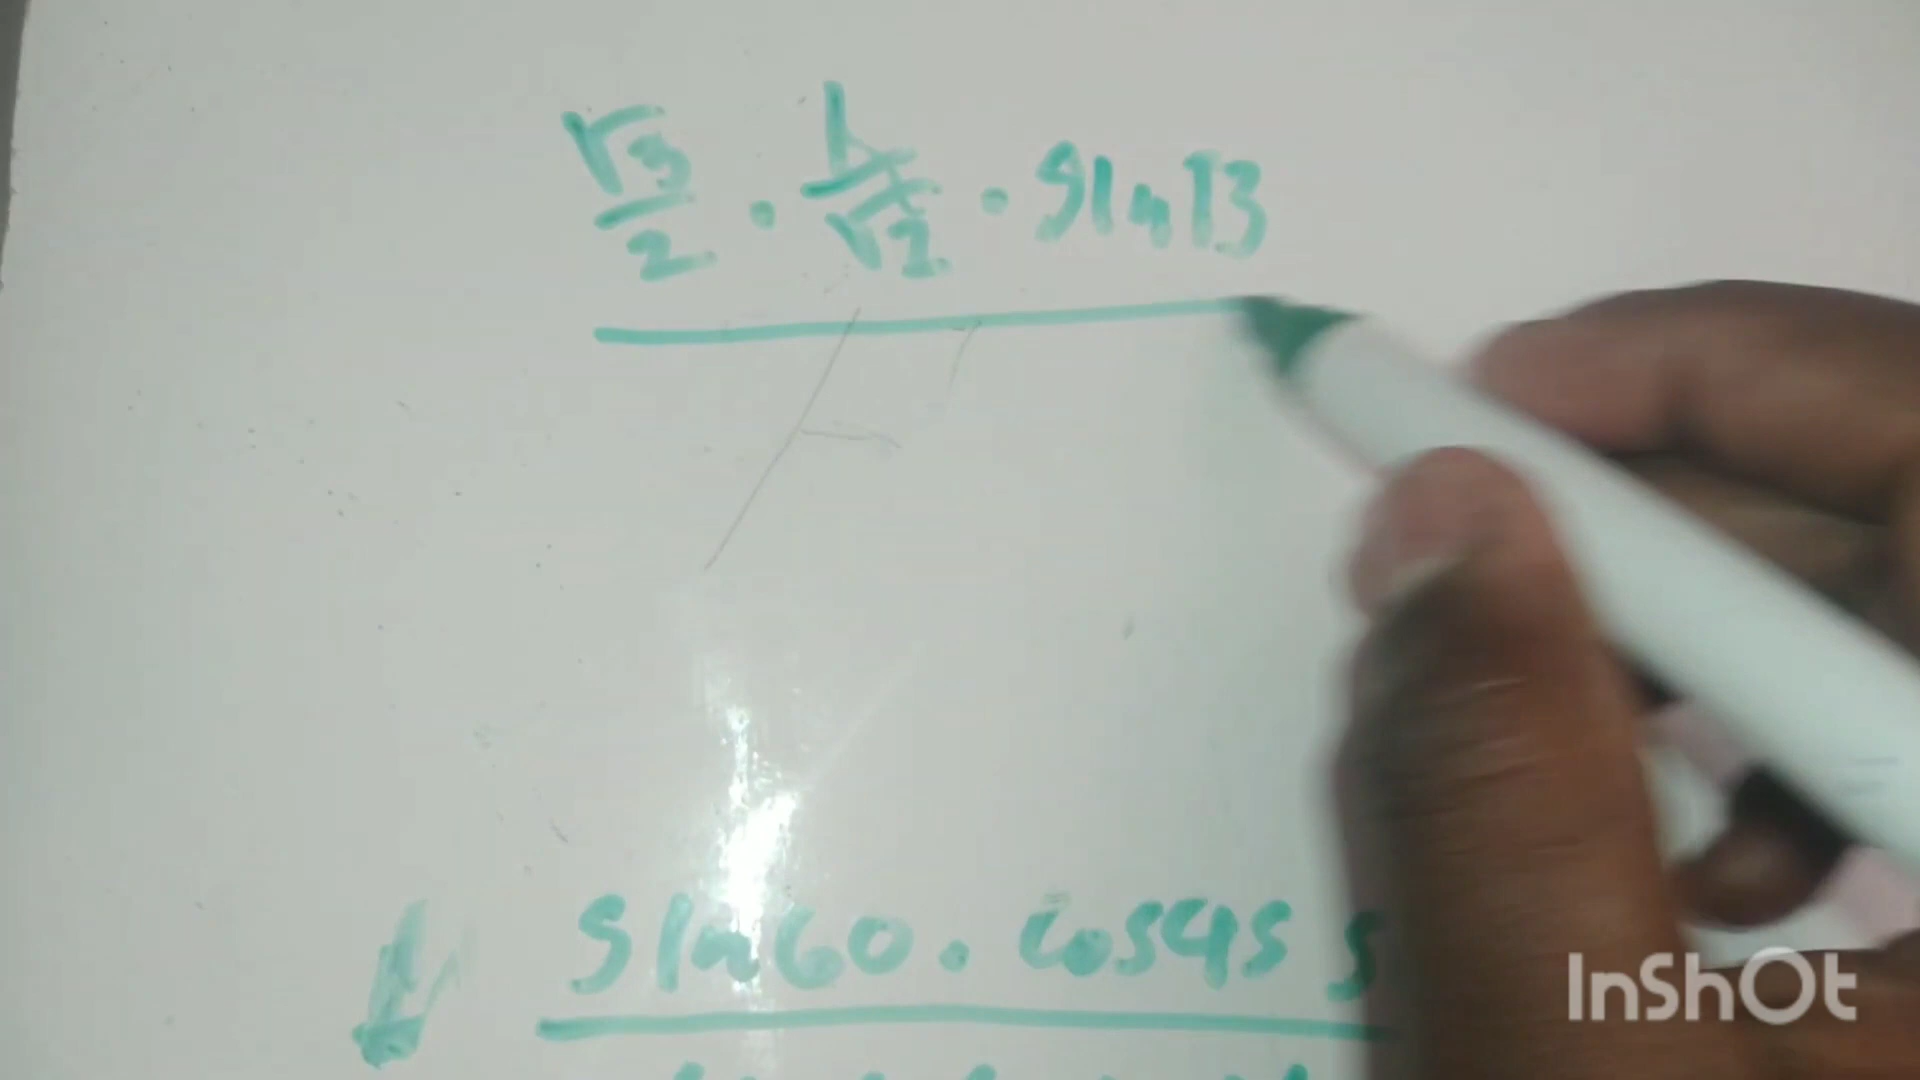 √3/2 · 1/√2 · sin13
sin60 · cos45 s
InShOt